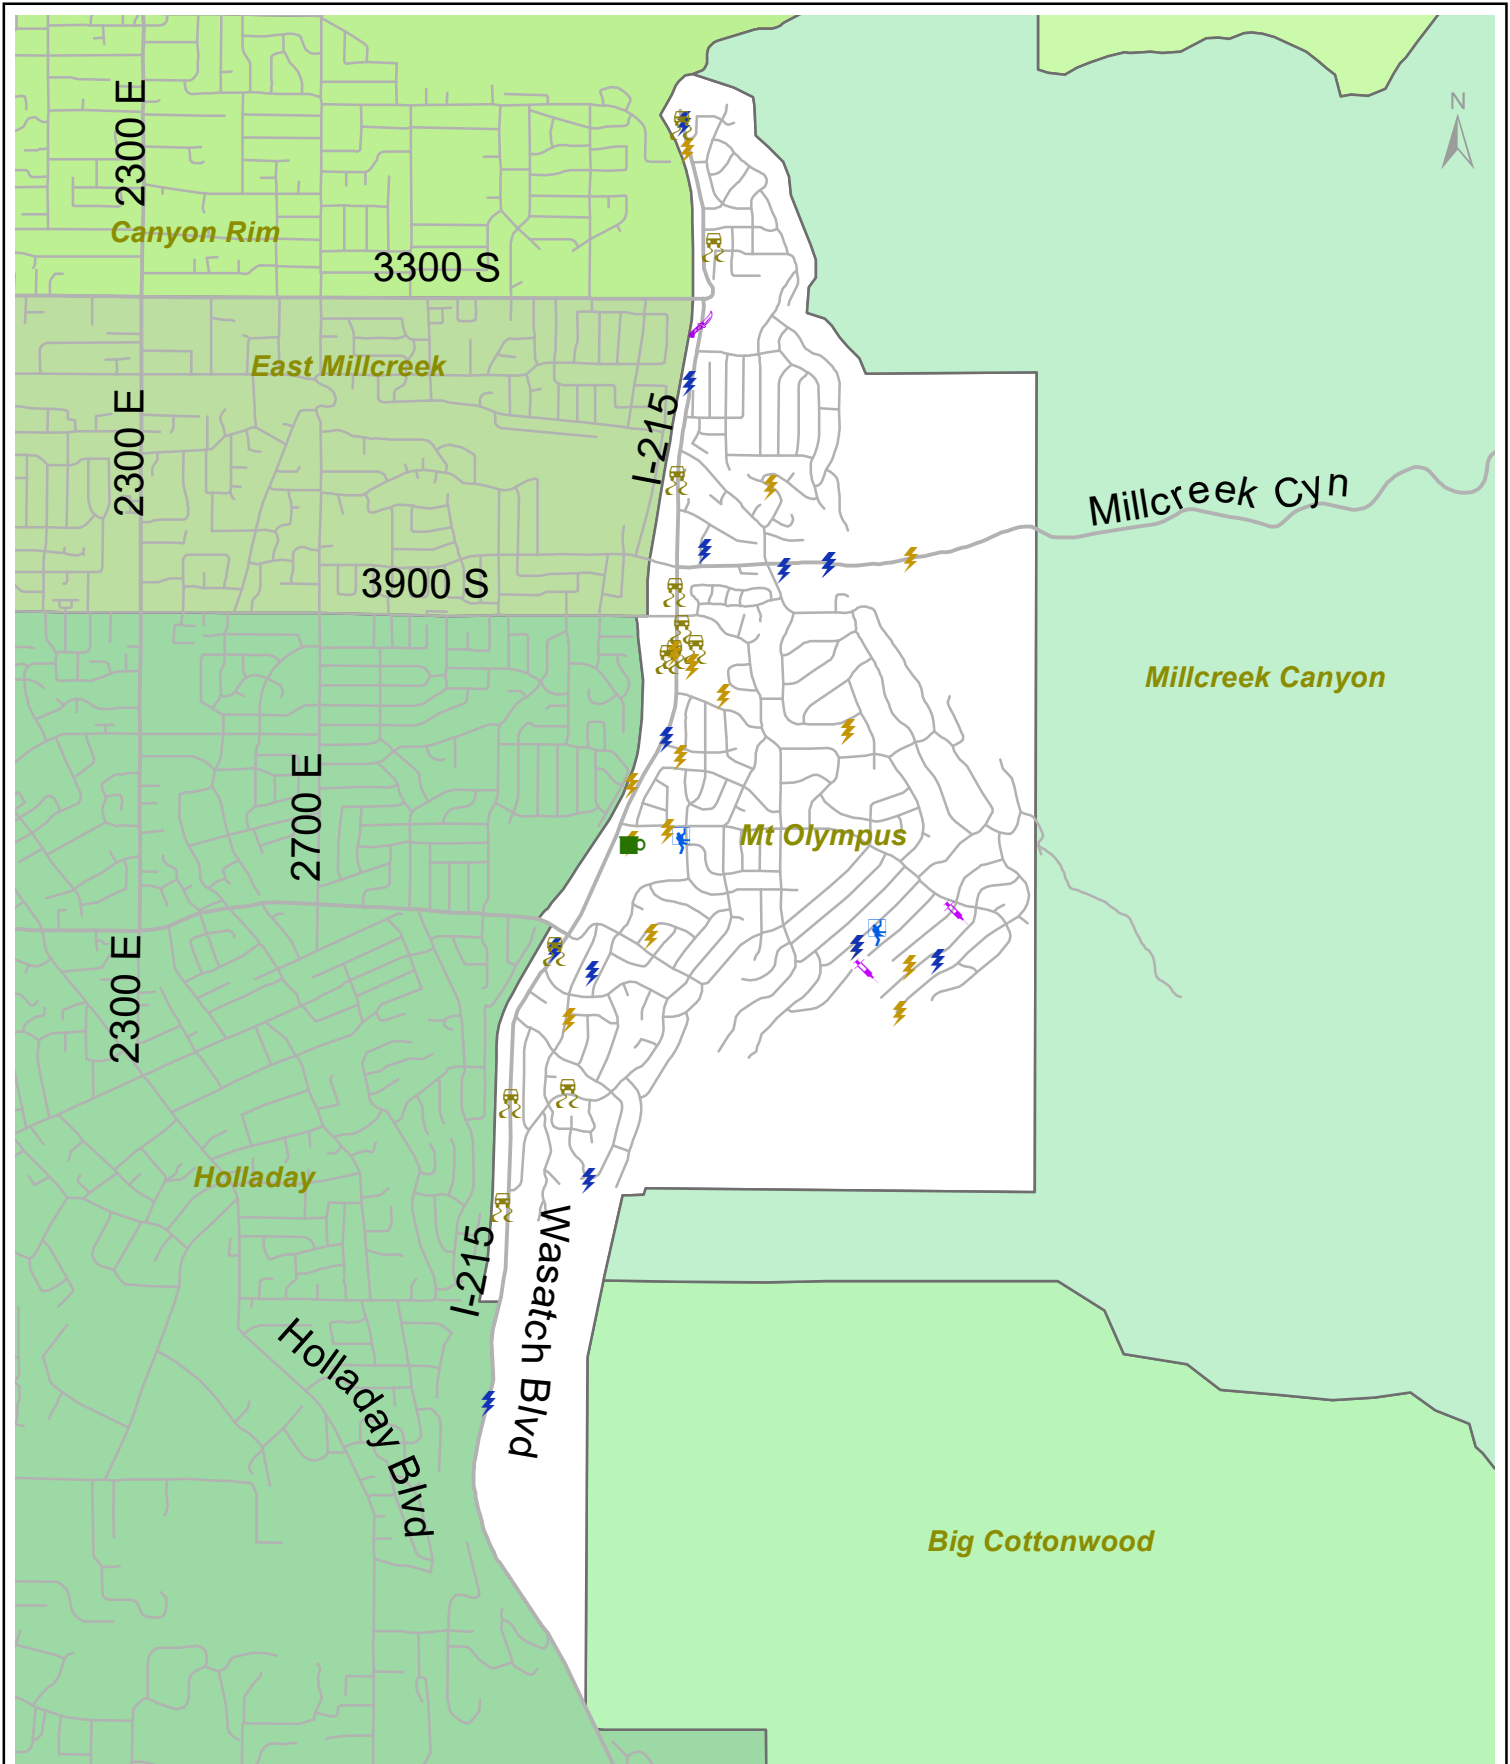 N
2300 E
Canyon Rim
3300 S
East Millcreek
2300 E
I-215
Millcreek Cyn
3900 S
Millcreek Canyon
2700 E
Mt Olympus
2300 E
Holladay
I-215
Wasatch Blvd
Holladay Blvd
Big Cottonwood